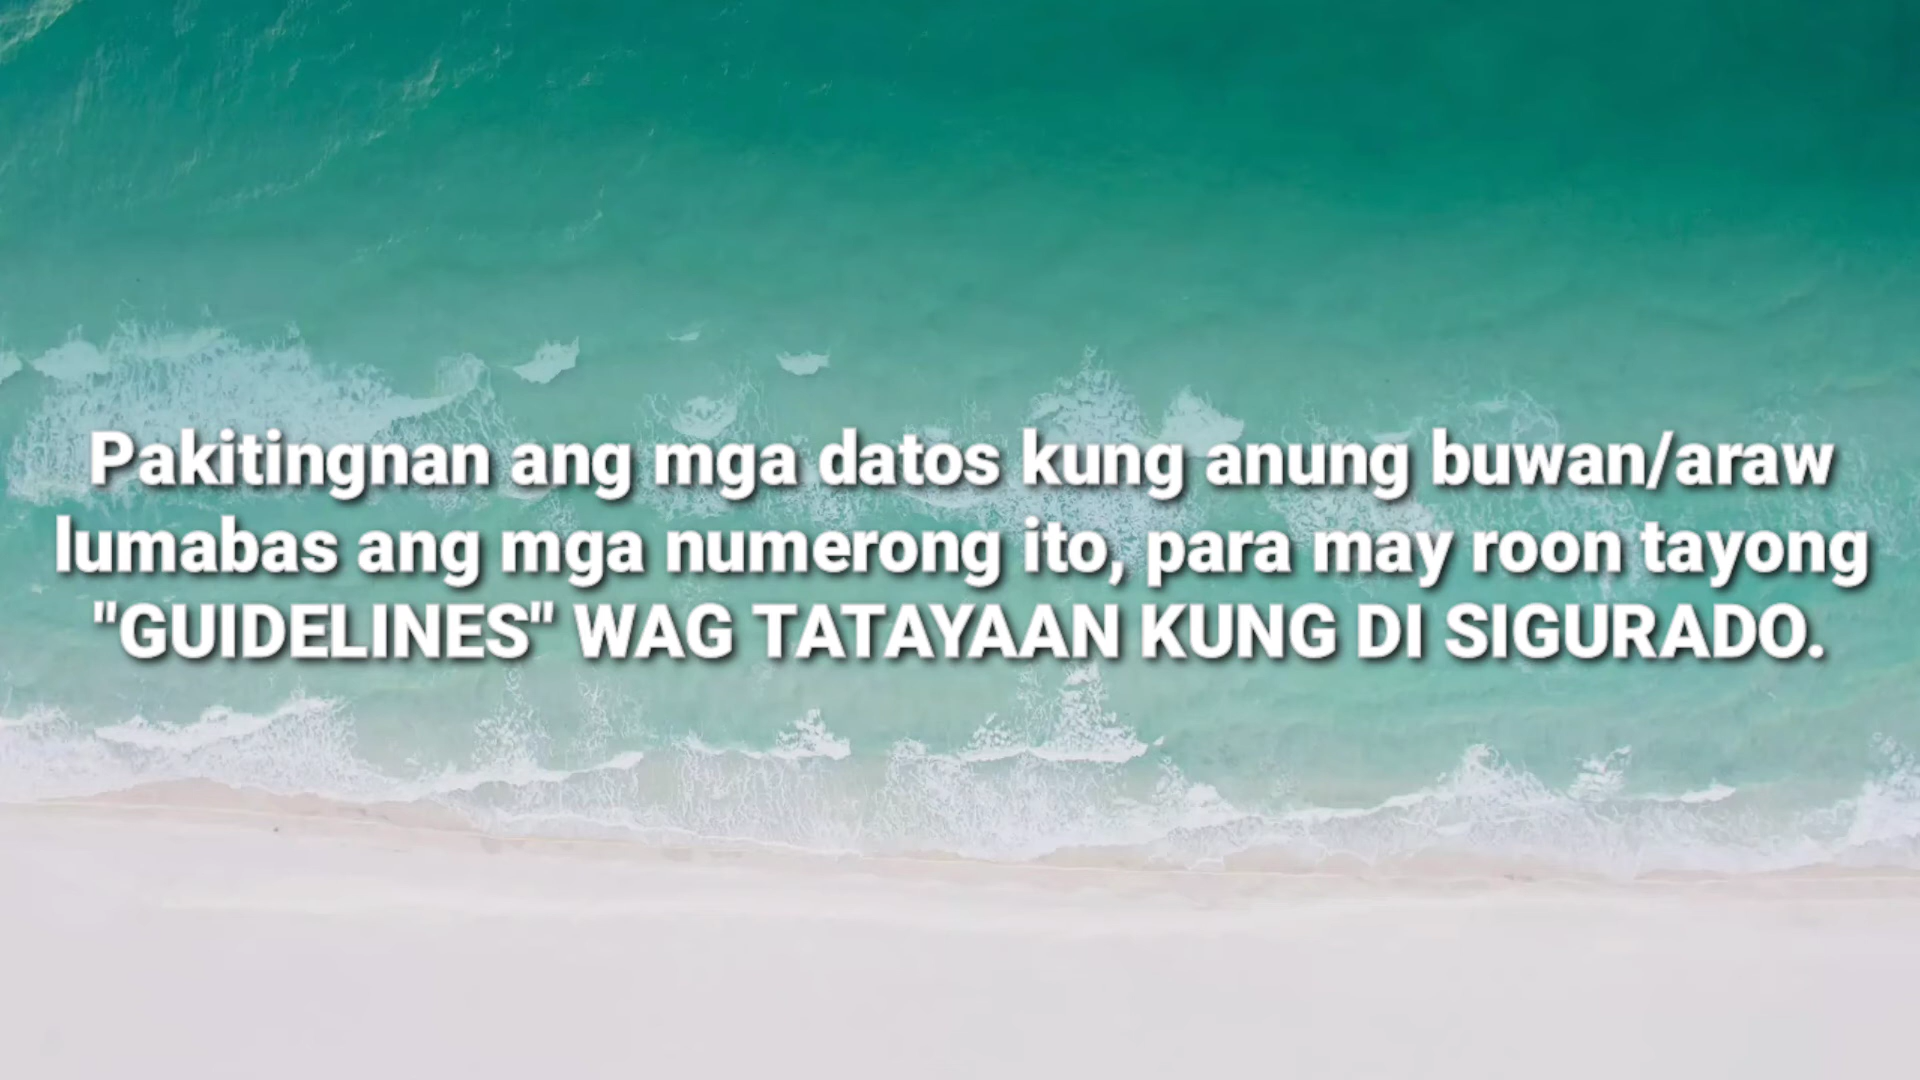 Pakitingnan ang mga datos kung anung buwan/araw
lumabas ang mga numerong ito, para may roon tayong
"GUIDELINES" WAG TATAYAAN KUNG DI SIGURADO.